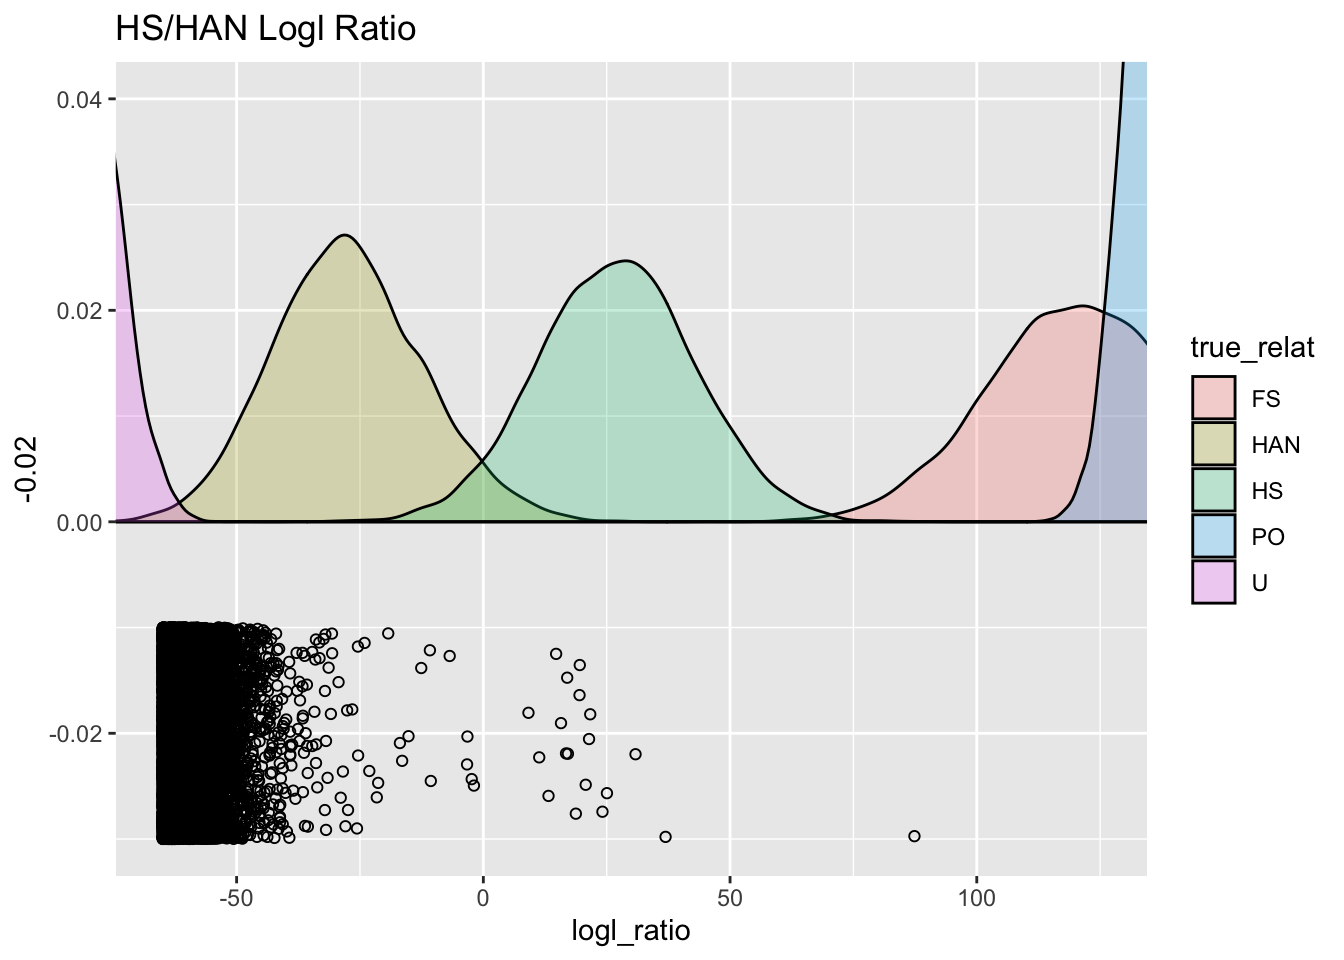 HS/HAN Logl Ratio
0.04
0.02
0.00
-0.02
-0.02
-50
0
50
100
logl_ratio
true_relat
FS
HAN
HS
PO
U